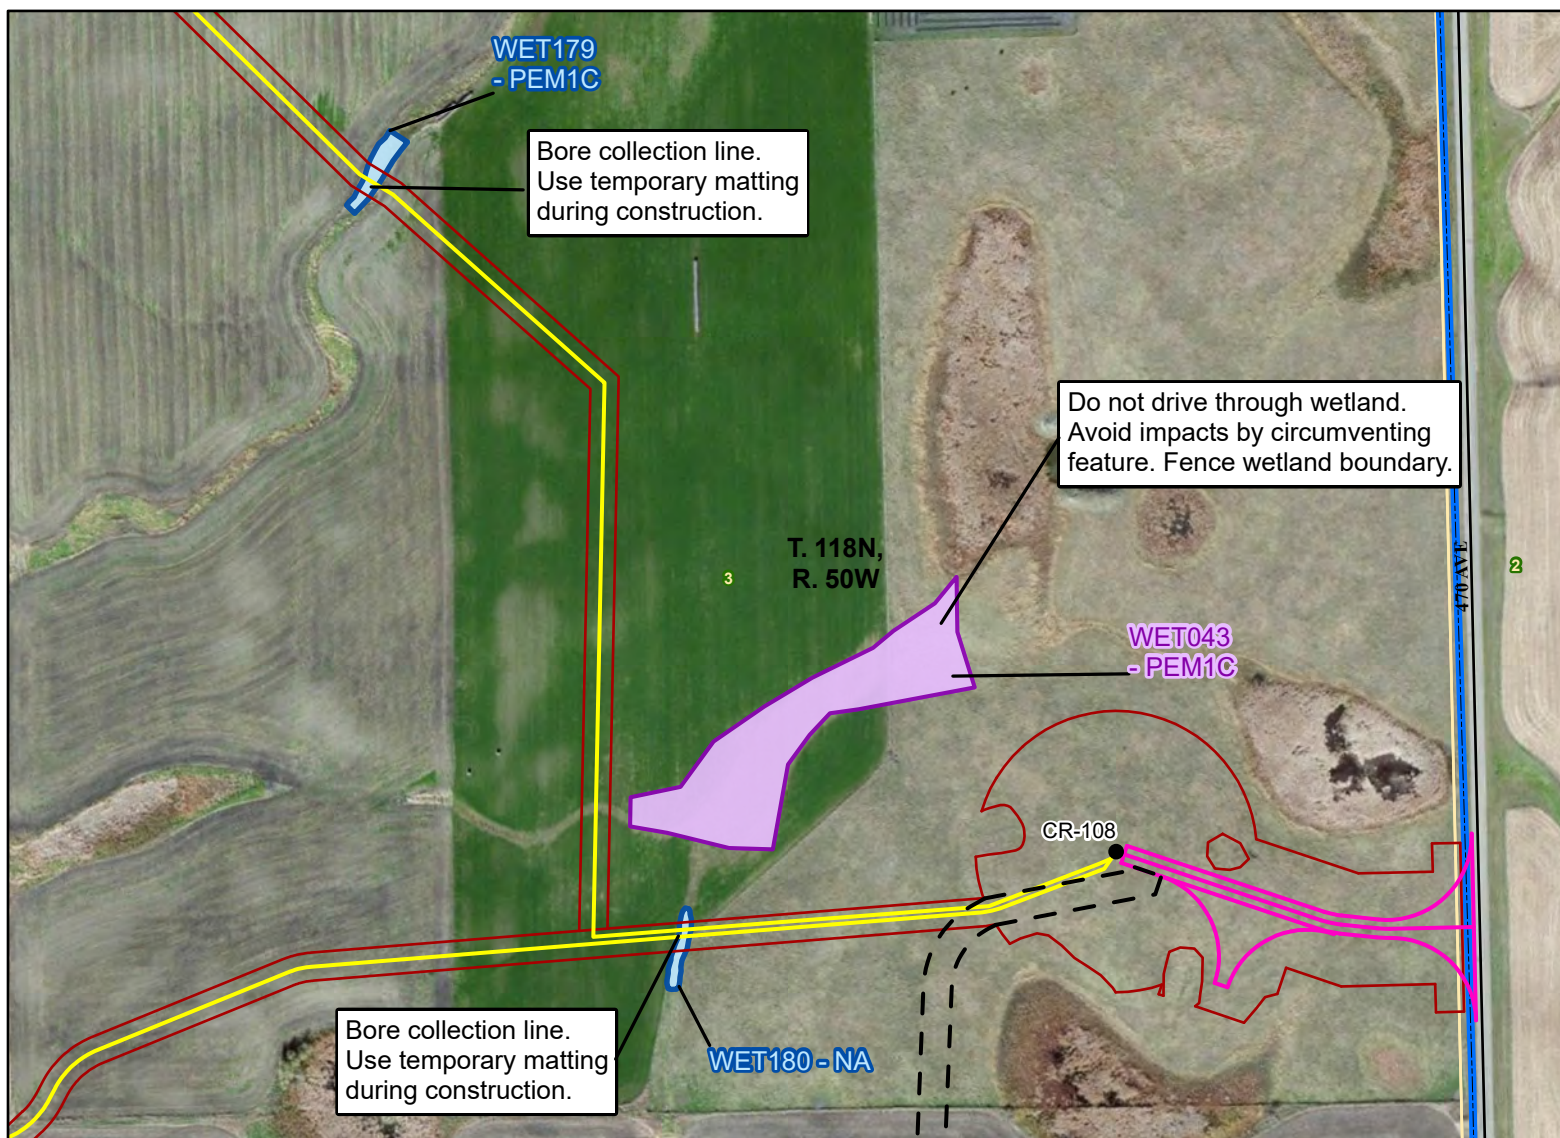 WET179
- PEM1C
Bore collection line.
Use temporary matting
during construction.
Do not drive through wetland.
Avoid impacts by circumventing
feature. Fence wetland boundary.
T. 118N,
R. 50W
3
2
470 AVE
WET043
- PEM1C
CR-108
Bore collection line.
Use temporary matting
during construction.
WET180 - NA